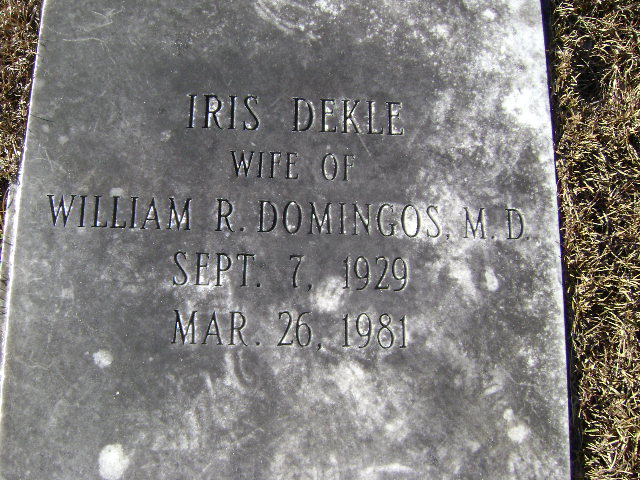 IRIS DEKLE
WIFE OF
WILLIAM R. DOMINGOS, M.D.
SEPT. 7, 1929
MAR. 26, 1981